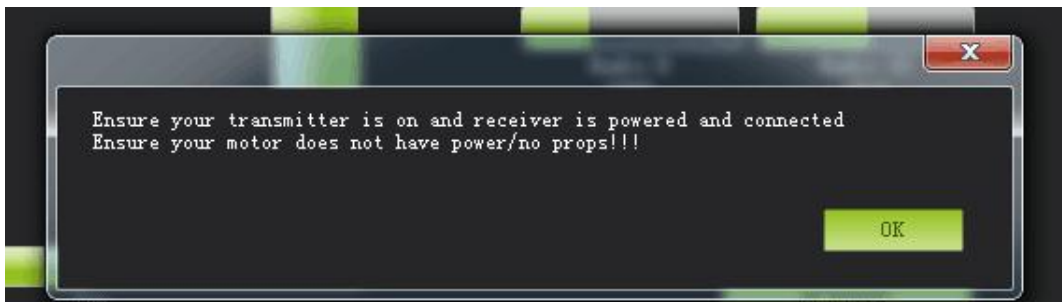 Ensure your transmitter is on and receiver is powered and connected
Ensure your motor does not have power/no props!!!
OK